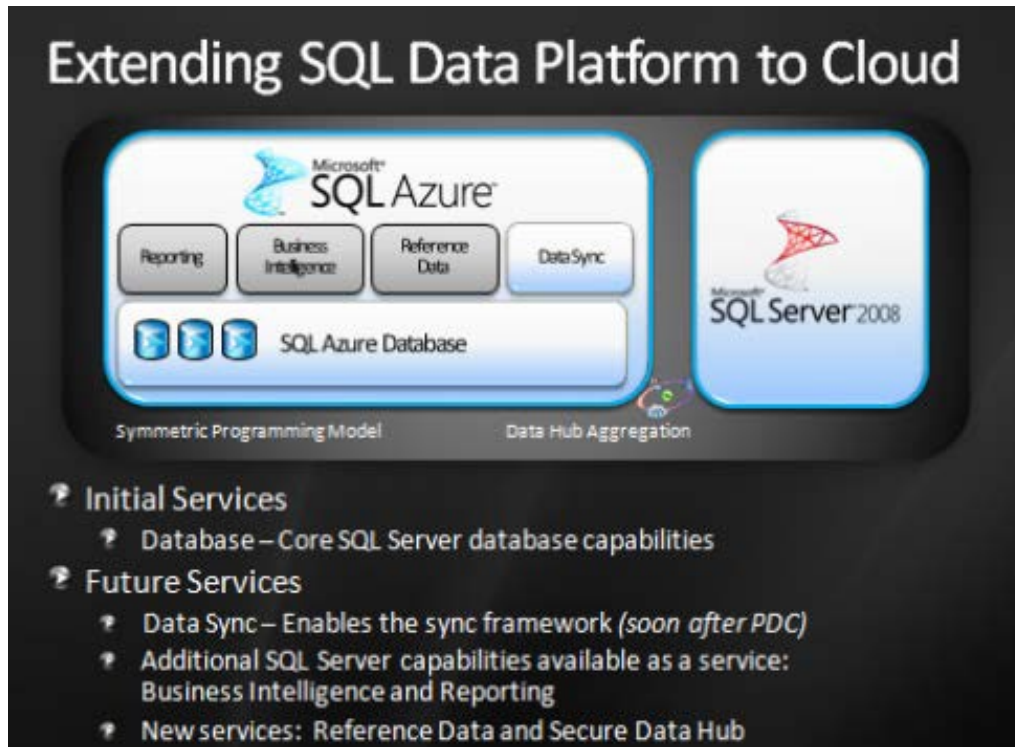 Extending SQL Data Platform to Cloud
Microsoft®
SQL Azure™
Reporting
Business
Intelligence
Reference
Data
Data Sync
SQL Azure Database
Microsoft®
SQL Server 2008
Symmetric Programming Model
Data Hub Aggregation
Initial Services
Database – Core SQL Server database capabilities
Future Services
Data Sync – Enables the sync framework (soon after PDC)
Additional SQL Server capabilities available as a service:
Business Intelligence and Reporting
New services: Reference Data and Secure Data Hub